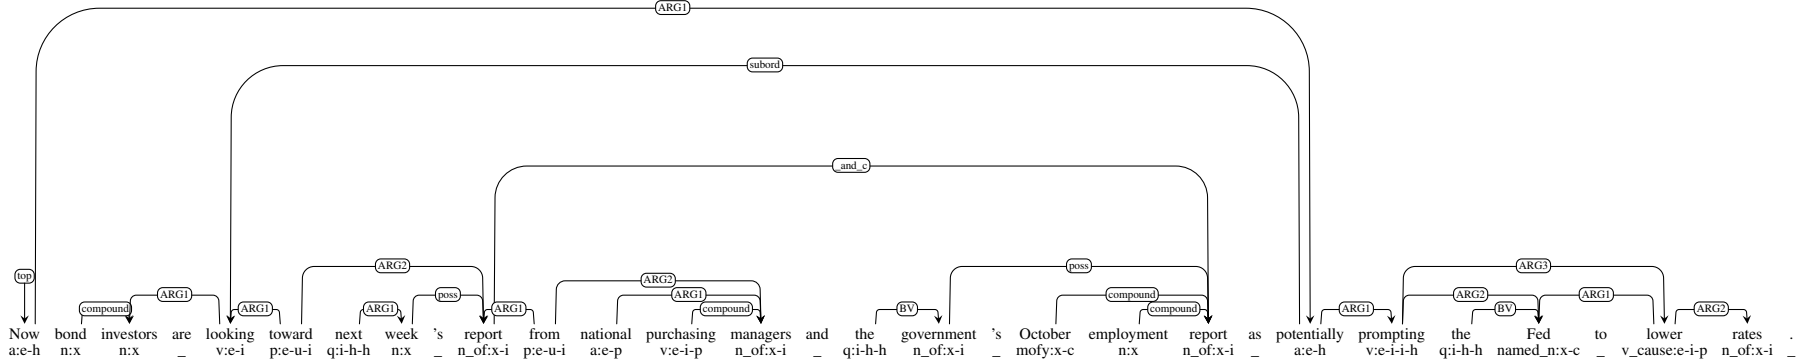 ARG1
subord
_and_c
ARG2 poss ARG3
top ARG2
compound ARG1 poss ARG1 compound ARG2 ARG1
ARG1 ARG1 ARG1 compound BV compound ARG1 BV ARG2
Now bond investors are looking toward next week 's report from national purchasing managers and the government 's October employment report as potentially prompting the Fed to lower rates .
a:e-h n:x n:x _ v:e-i p:e-u-i q:i-h-h n:x _ n_of:x-i p:e-u-i a:e-p v:e-i-p n_of:x-i _ q:i-h-h n_of:x-i _ mofy:x-c n:x n_of:x-i _ a:e-h v:e-i-i-h q:i-h-h named_n:x-c _ v_cause:e-i-p n_of:x-i _